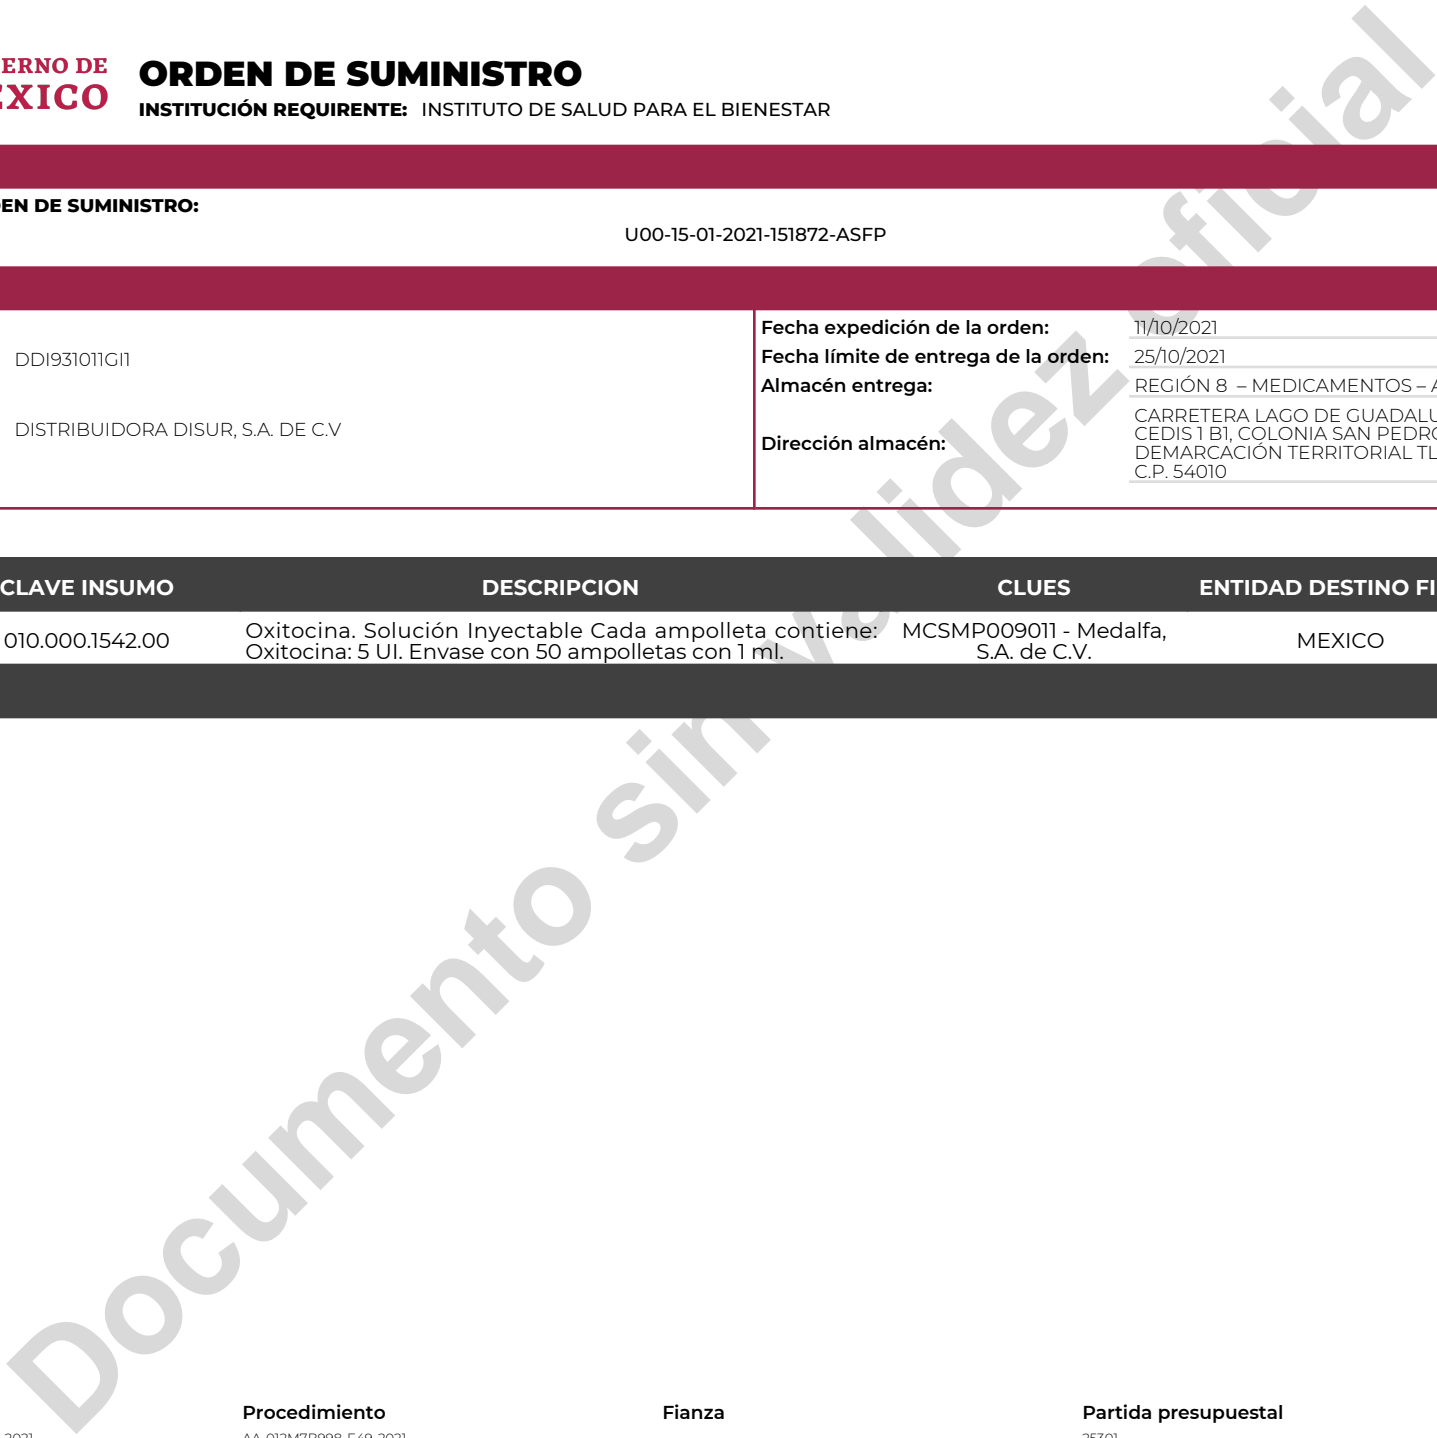 ERNO DE
ORDEN DE SUMINISTRO
INSTITUCIÓN REQUIRENTE: INSTITUTO DE SALUD PARA EL BIENESTAR
EN DE SUMINISTRO:
U00-15-01-2021-151872-ASFP
DDI931011GI1
DISTRIBUIDORA DISUR, S.A. DE C.V
Fecha expedición de la orden: 11/10/2021
Fecha límite de entrega de la orden: 25/10/2021
Almacén entrega: REGIÓN 8 – MEDICAMENTOS – A
Dirección almacén:
CARRETERA LAGO DE GUADALU
CEDIS 1 B1, COLONIA SAN PEDRO
DEMARCACIÓN TERRITORIAL TL
C.P. 54010
CLAVE INSUMO DESCRIPCION CLUES ENTIDAD DESTINO FI
010.000.1542.00
Oxitocina. Solución Inyectable Cada ampolleta contiene:
Oxitocina: 5 UI. Envase con 50 ampolletas con 1 ml.
MCSMP009011 - Medalfa,
S.A. de C.V.
MEXICO
Documento sin validez oficial
Procedimiento Fianza Partida presupuestal